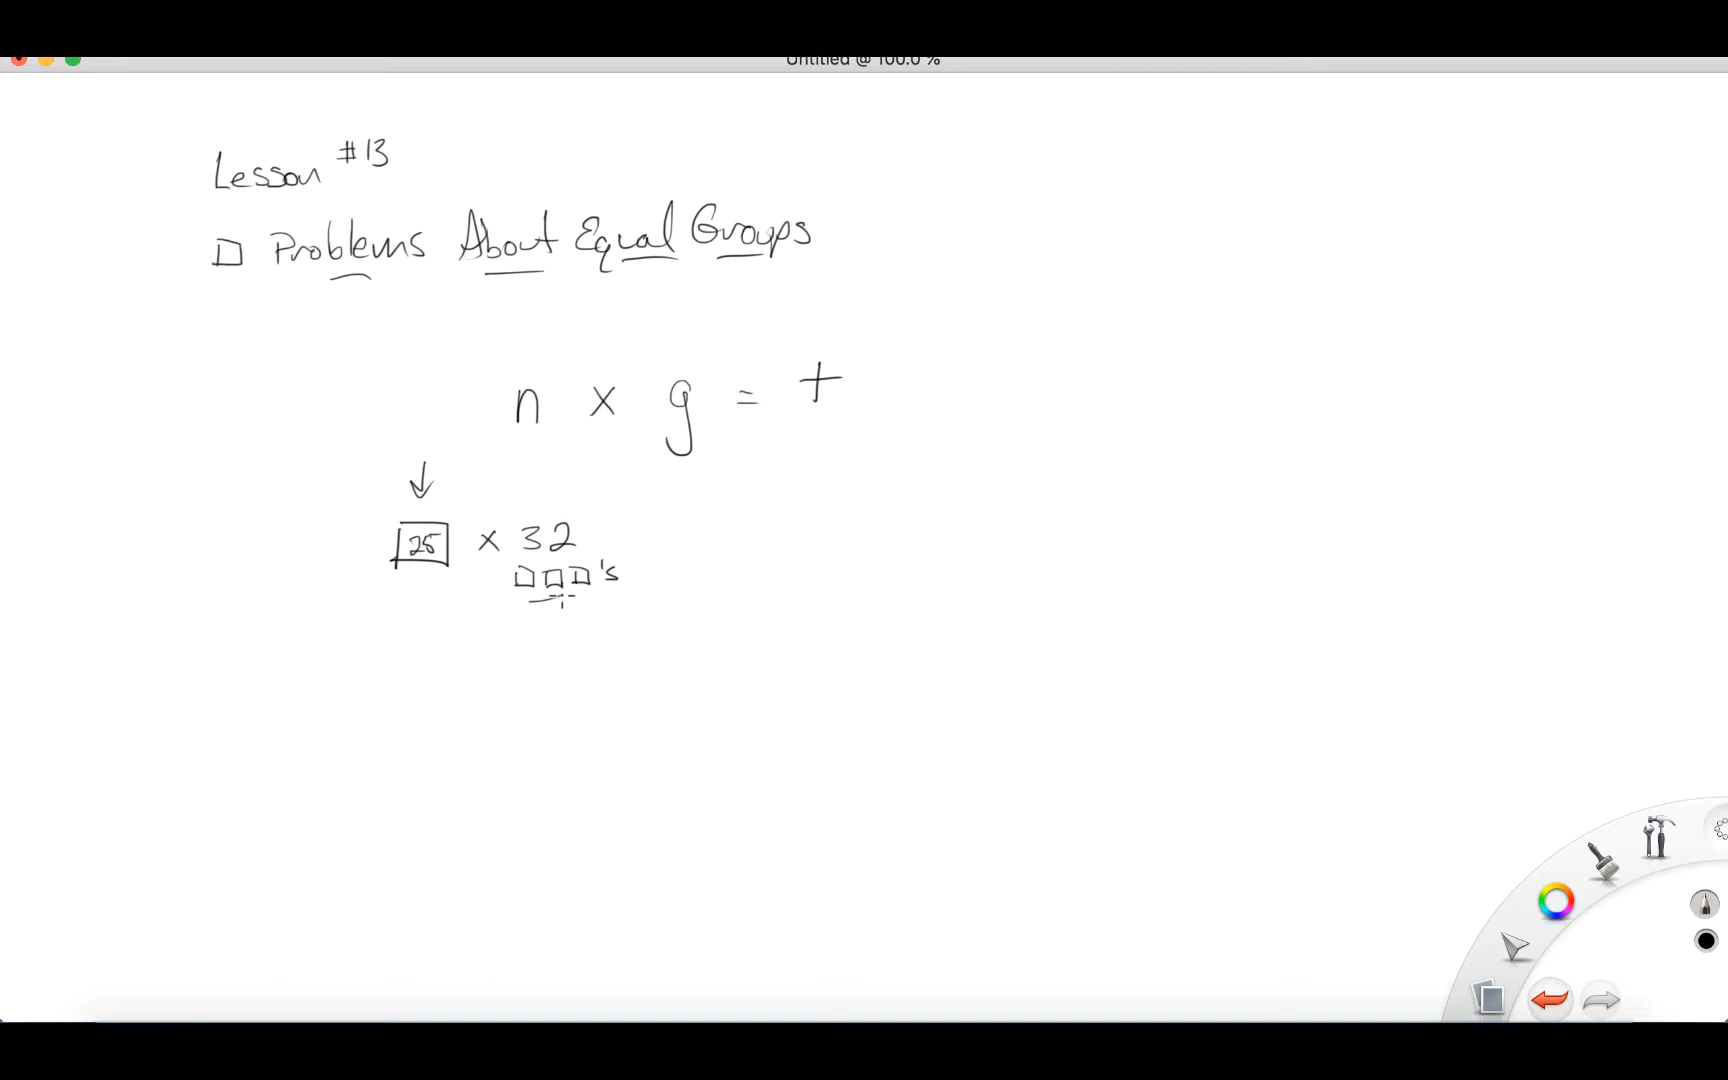 Untitled @ 100.0 %
Lesson #13
Problems About Equal Groups
n x g = t
25 x 32
's